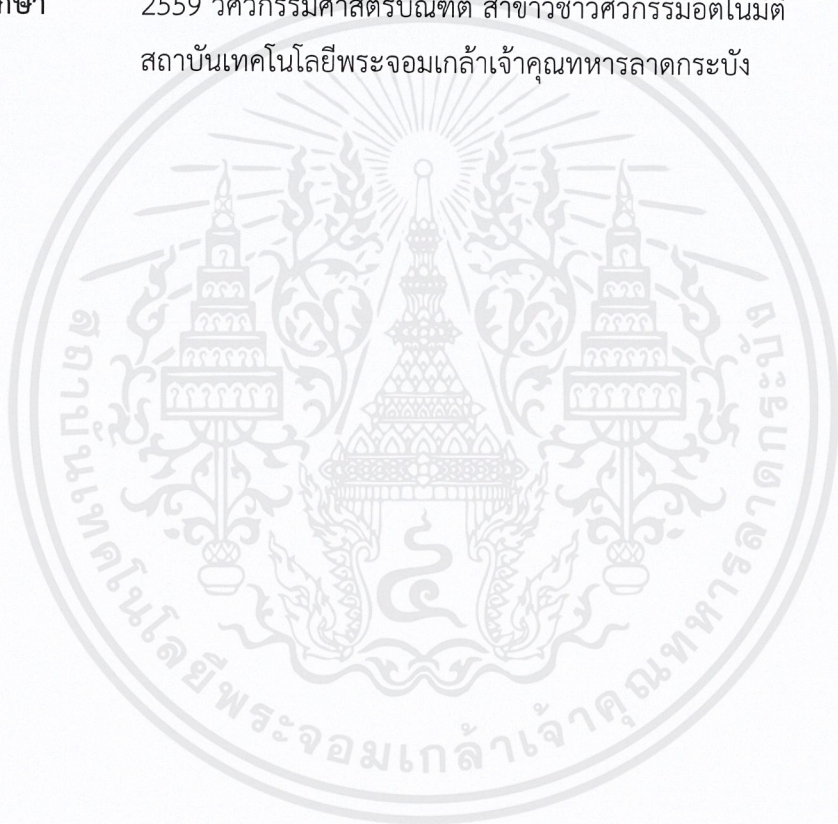 2559 วิศวกรรมศาสตรบัณฑิต สาขาวิชาวิศวกรรมอัตโนมัติ
สถาบันเทคโนโลยีพระจอมเกล้าเจ้าคุณทหารลาดกระบัง
สถาบันเทคโนโลยีพระจอมเกล้าเจ้าคุณทหารลาดกระบัง
๔